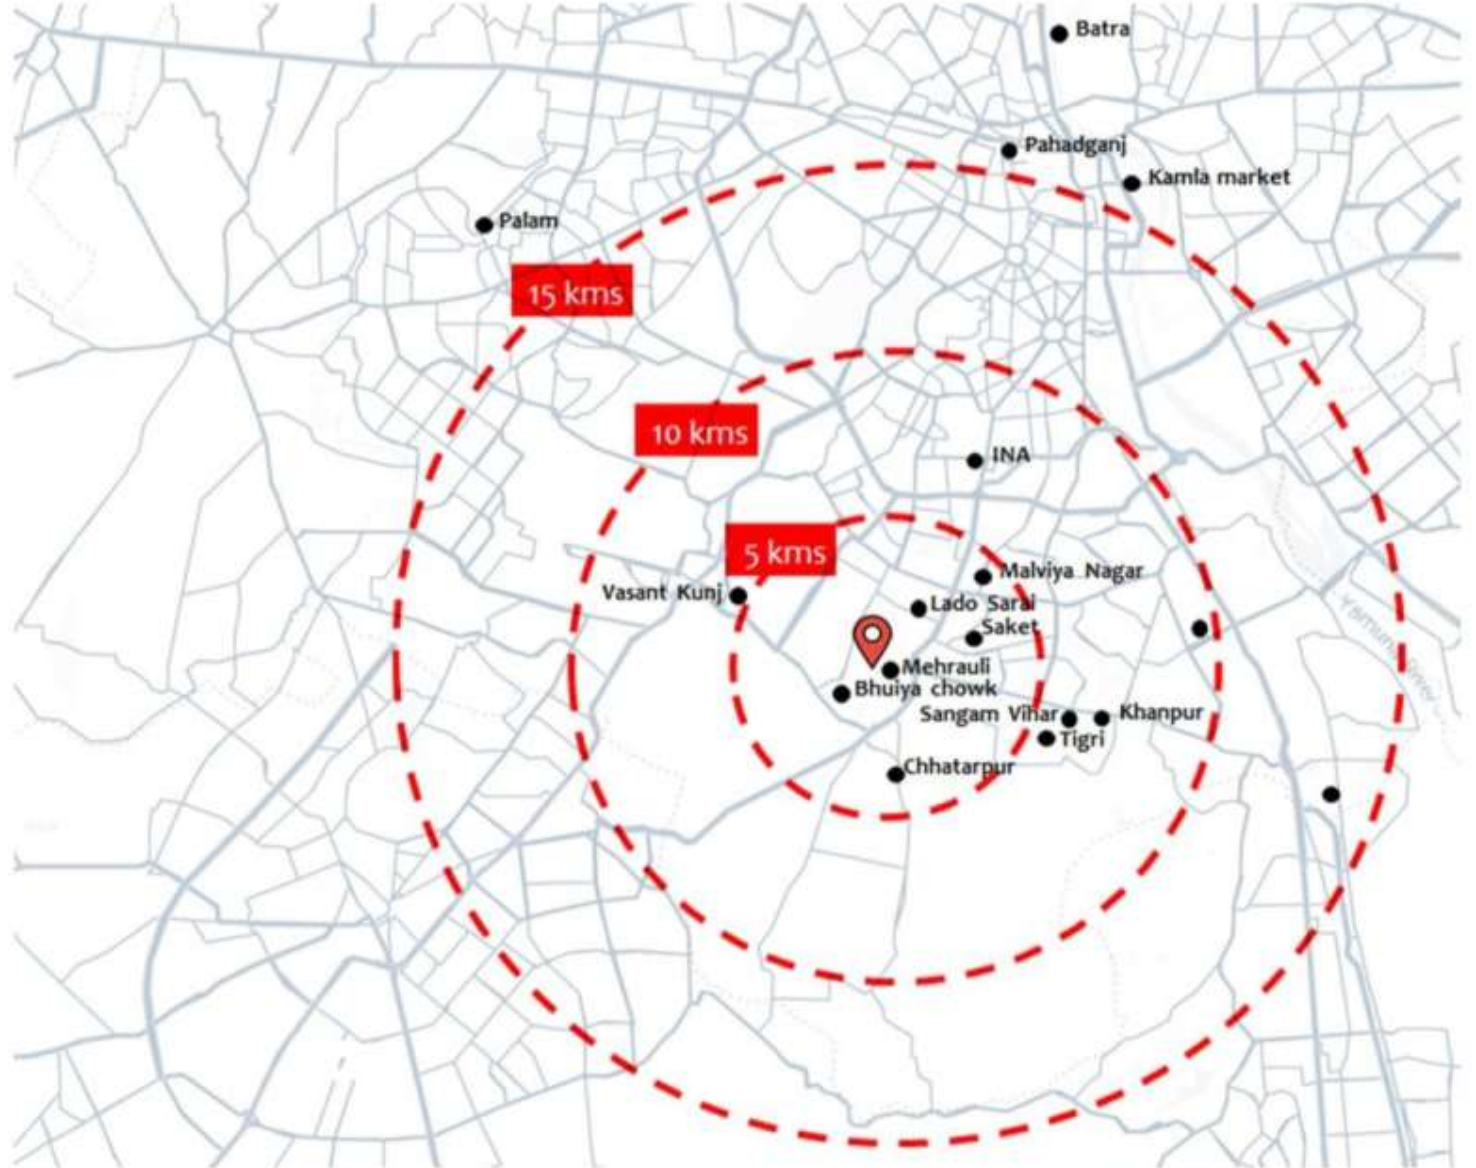 Batra
Pahadganj
Kamla market
Palam
15 kms
10 kms
INA
5 kms
Malviya Nagar
Vasant Kunj
Lado Sarai
Saket
Mehrauli
Bhuiya chowk
Sangam Vihar
Khanpur
Tigri
Chhatarpur